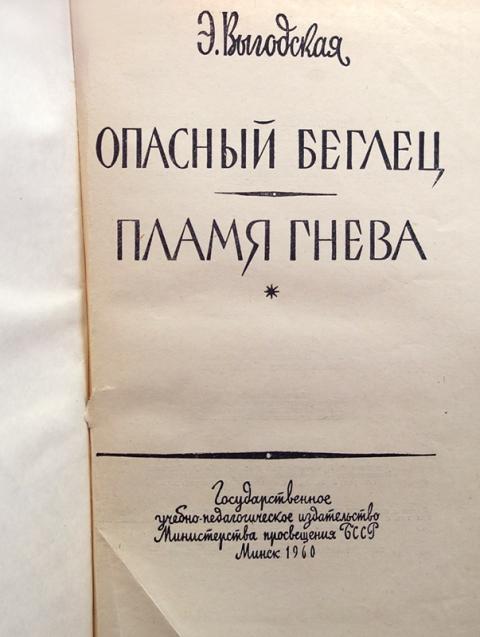 Э. Выгодская
ОПАСНЫЙ БЕГЛЕЦ
ПЛАМЯ ГНЕВА
*
Государственное
учебно-педагогическое издательство
Министерства просвещения БССР
Минск 1960